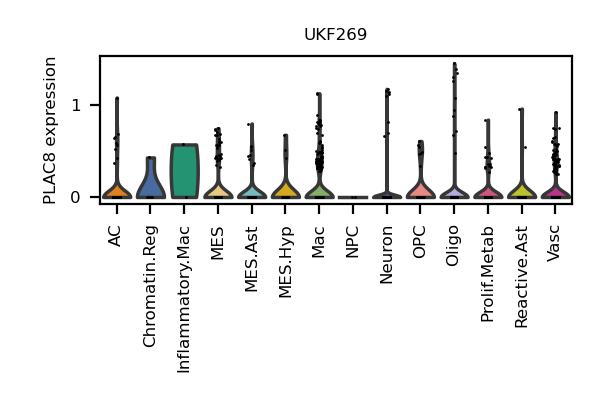 UKF269
PLAC8 expression
1
0
AC
Chromatin.Reg
Inflammatory.Mac
MES
MES.Ast
MES.Hyp
Mac
NPC
Neuron
OPC
Oligo
Prolif.Metab
Reactive.Ast
Vasc